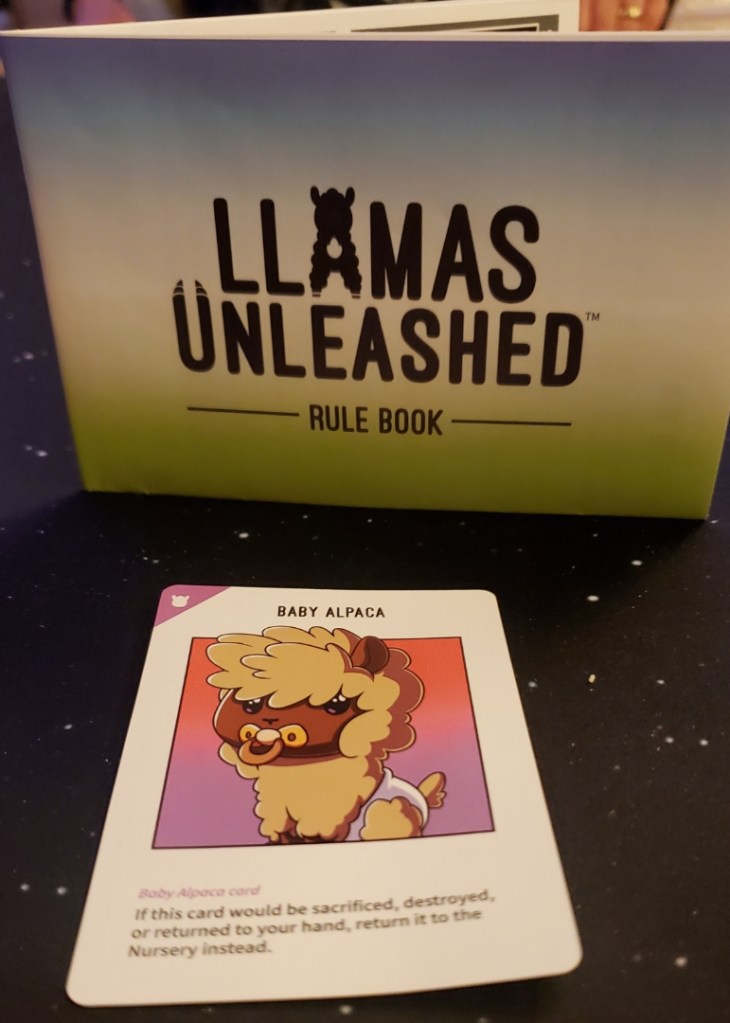 LLAMAS
UNLEASHED™
RULE BOOK
BABY ALPACA
Baby Alpaca card
If this card would be sacrificed, destroyed,
or returned to your hand, return it to the
Nursery instead.